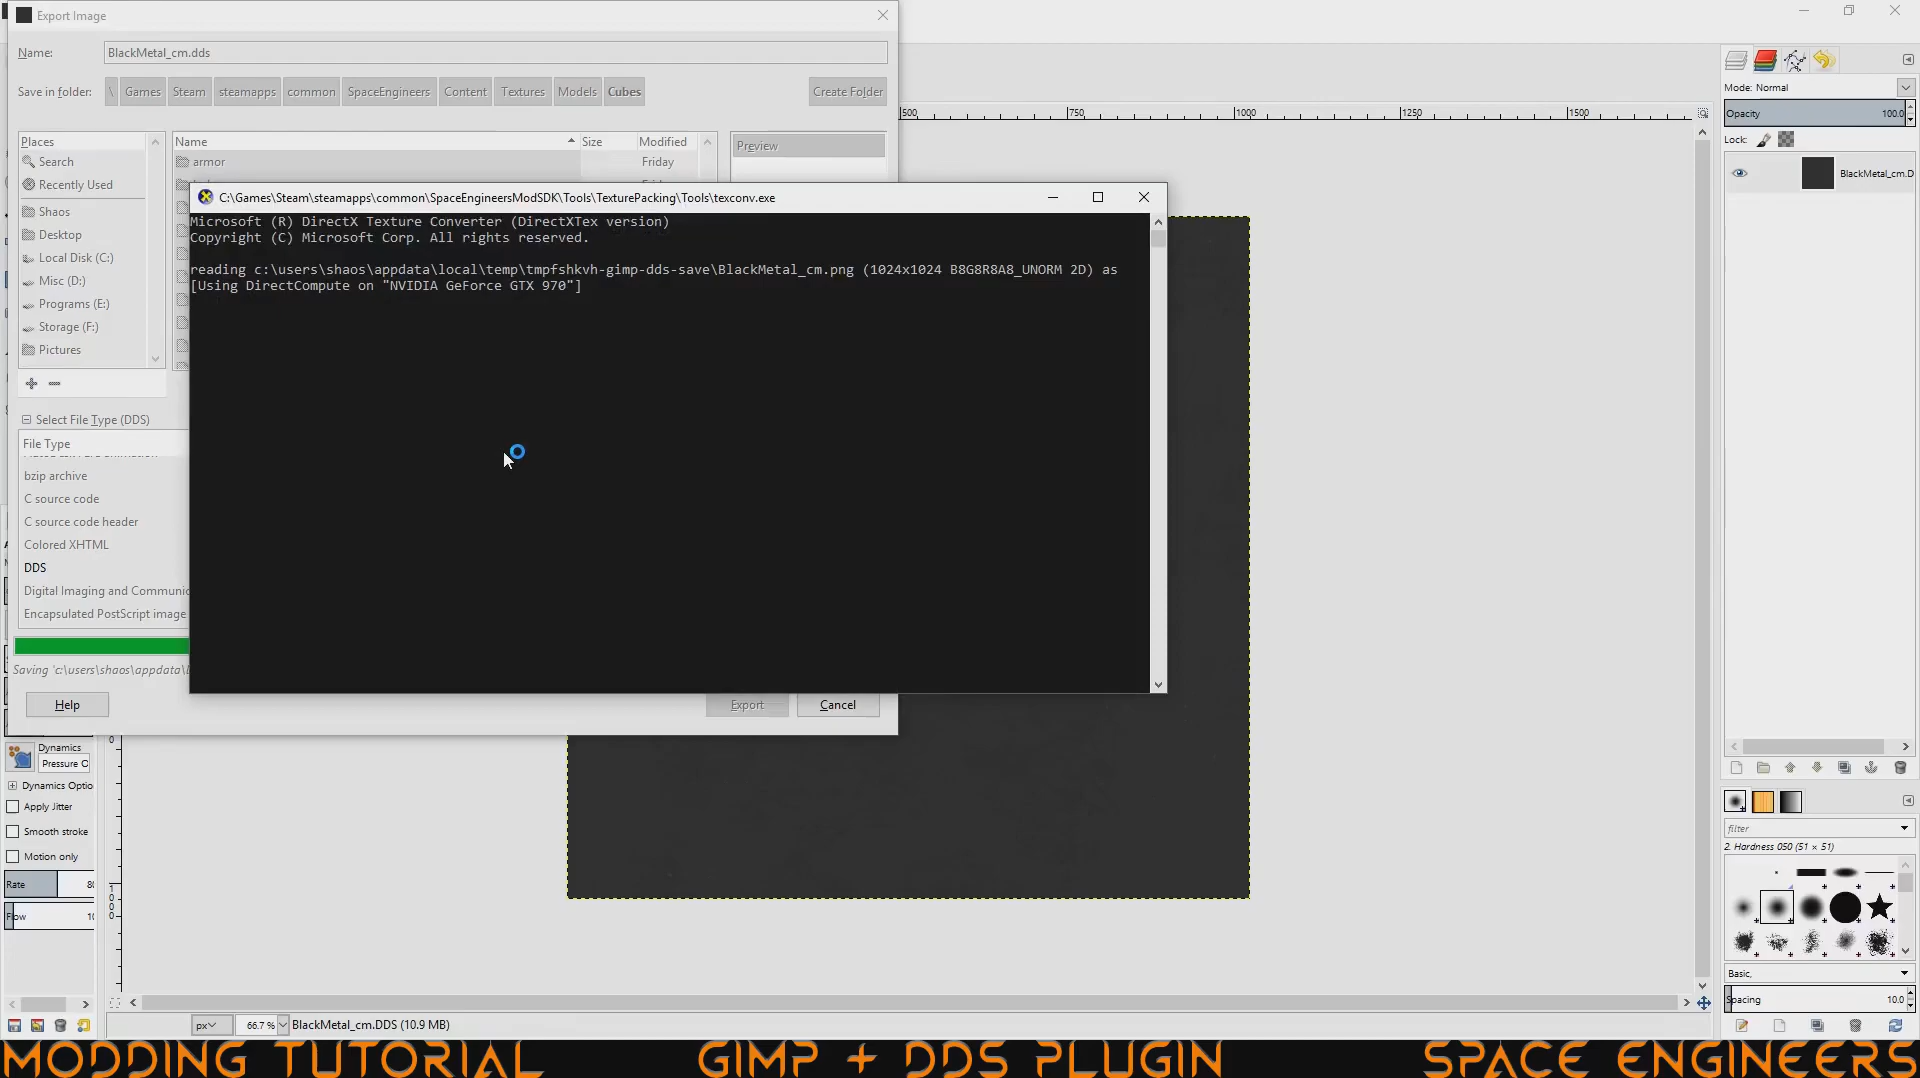 Export Image
Name:
BlackMetal_cm.dds
Save in folder:
\
Games
Steam
steamapps
common
SpaceEngineers
Content
Textures
Models
Cubes
Create Folder
Places
Search
Recently Used
Shaos
Desktop
Local Disk (C:)
Misc (D:)
Programs (E:)
Storage (F:)
Pictures
Name
Size
Modified
armor
Friday
Preview
C:\Games\Steam\steamapps\common\SpaceEngineersModSDK\Tools\TexturePacking\Tools\texconv.exe
Microsoft (R) DirectX Texture Converter (DirectXTex version)
Copyright (C) Microsoft Corp. All rights reserved.
reading c:\users\shaos\appdata\local\temp\tmpfshkvh-gimp-dds-save\BlackMetal_cm.png (1024x1024 B8G8R8A8_UNORM 2D) as
[Using DirectCompute on "NVIDIA GeForce GTX 970"]
Select File Type (DDS)
File Type
bzip archive
C source code
C source code header
Colored XHTML
DDS
Digital Imaging and Communic
Encapsulated PostScript image
Saving 'c:\users\shaos\appdata\l
Help
Export
Cancel
500
750
1000
1250
1500
Mode: Normal
Opacity
100.0
Lock:
BlackMetal_cm.D
Dynamics
Pressure O
Dynamics Optio
Apply Jitter
Smooth stroke
Motion only
Rate
80
Flow
10
filter
2. Hardness 050 (51 × 51)
Basic,
Spacing
10.0
px
66.7 %
BlackMetal_cm.DDS (10.9 MB)
MODDING TUTORIAL
GIMP + DDS PLUGIN
SPACE ENGINEERS